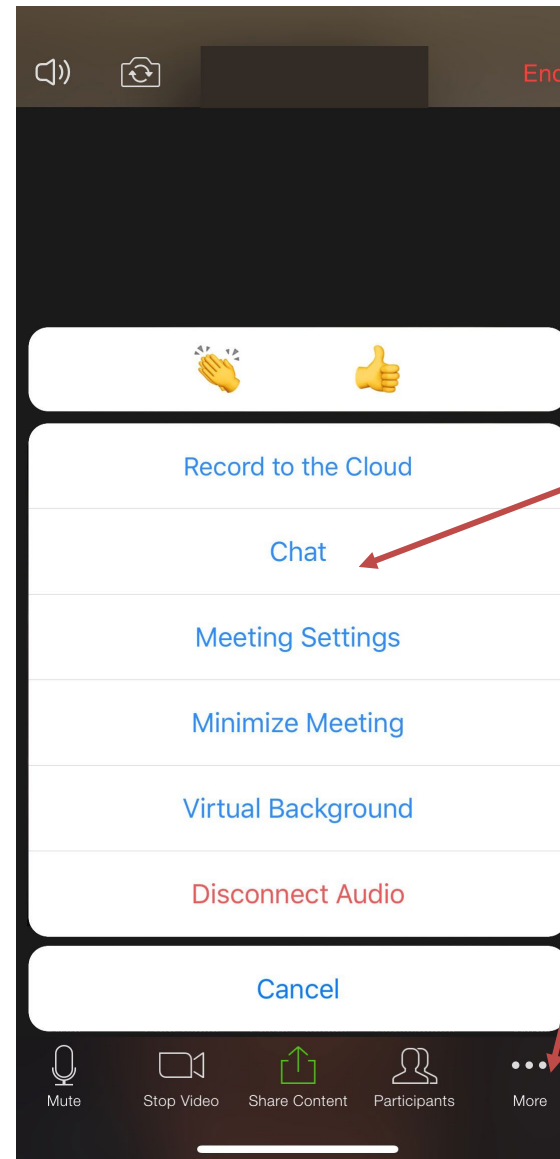 Record to the Cloud
Chat
Meeting Settings
Minimize Meeting
Virtual Background
Disconnect Audio
Cancel
Mute Stop Video Share Content Participants More